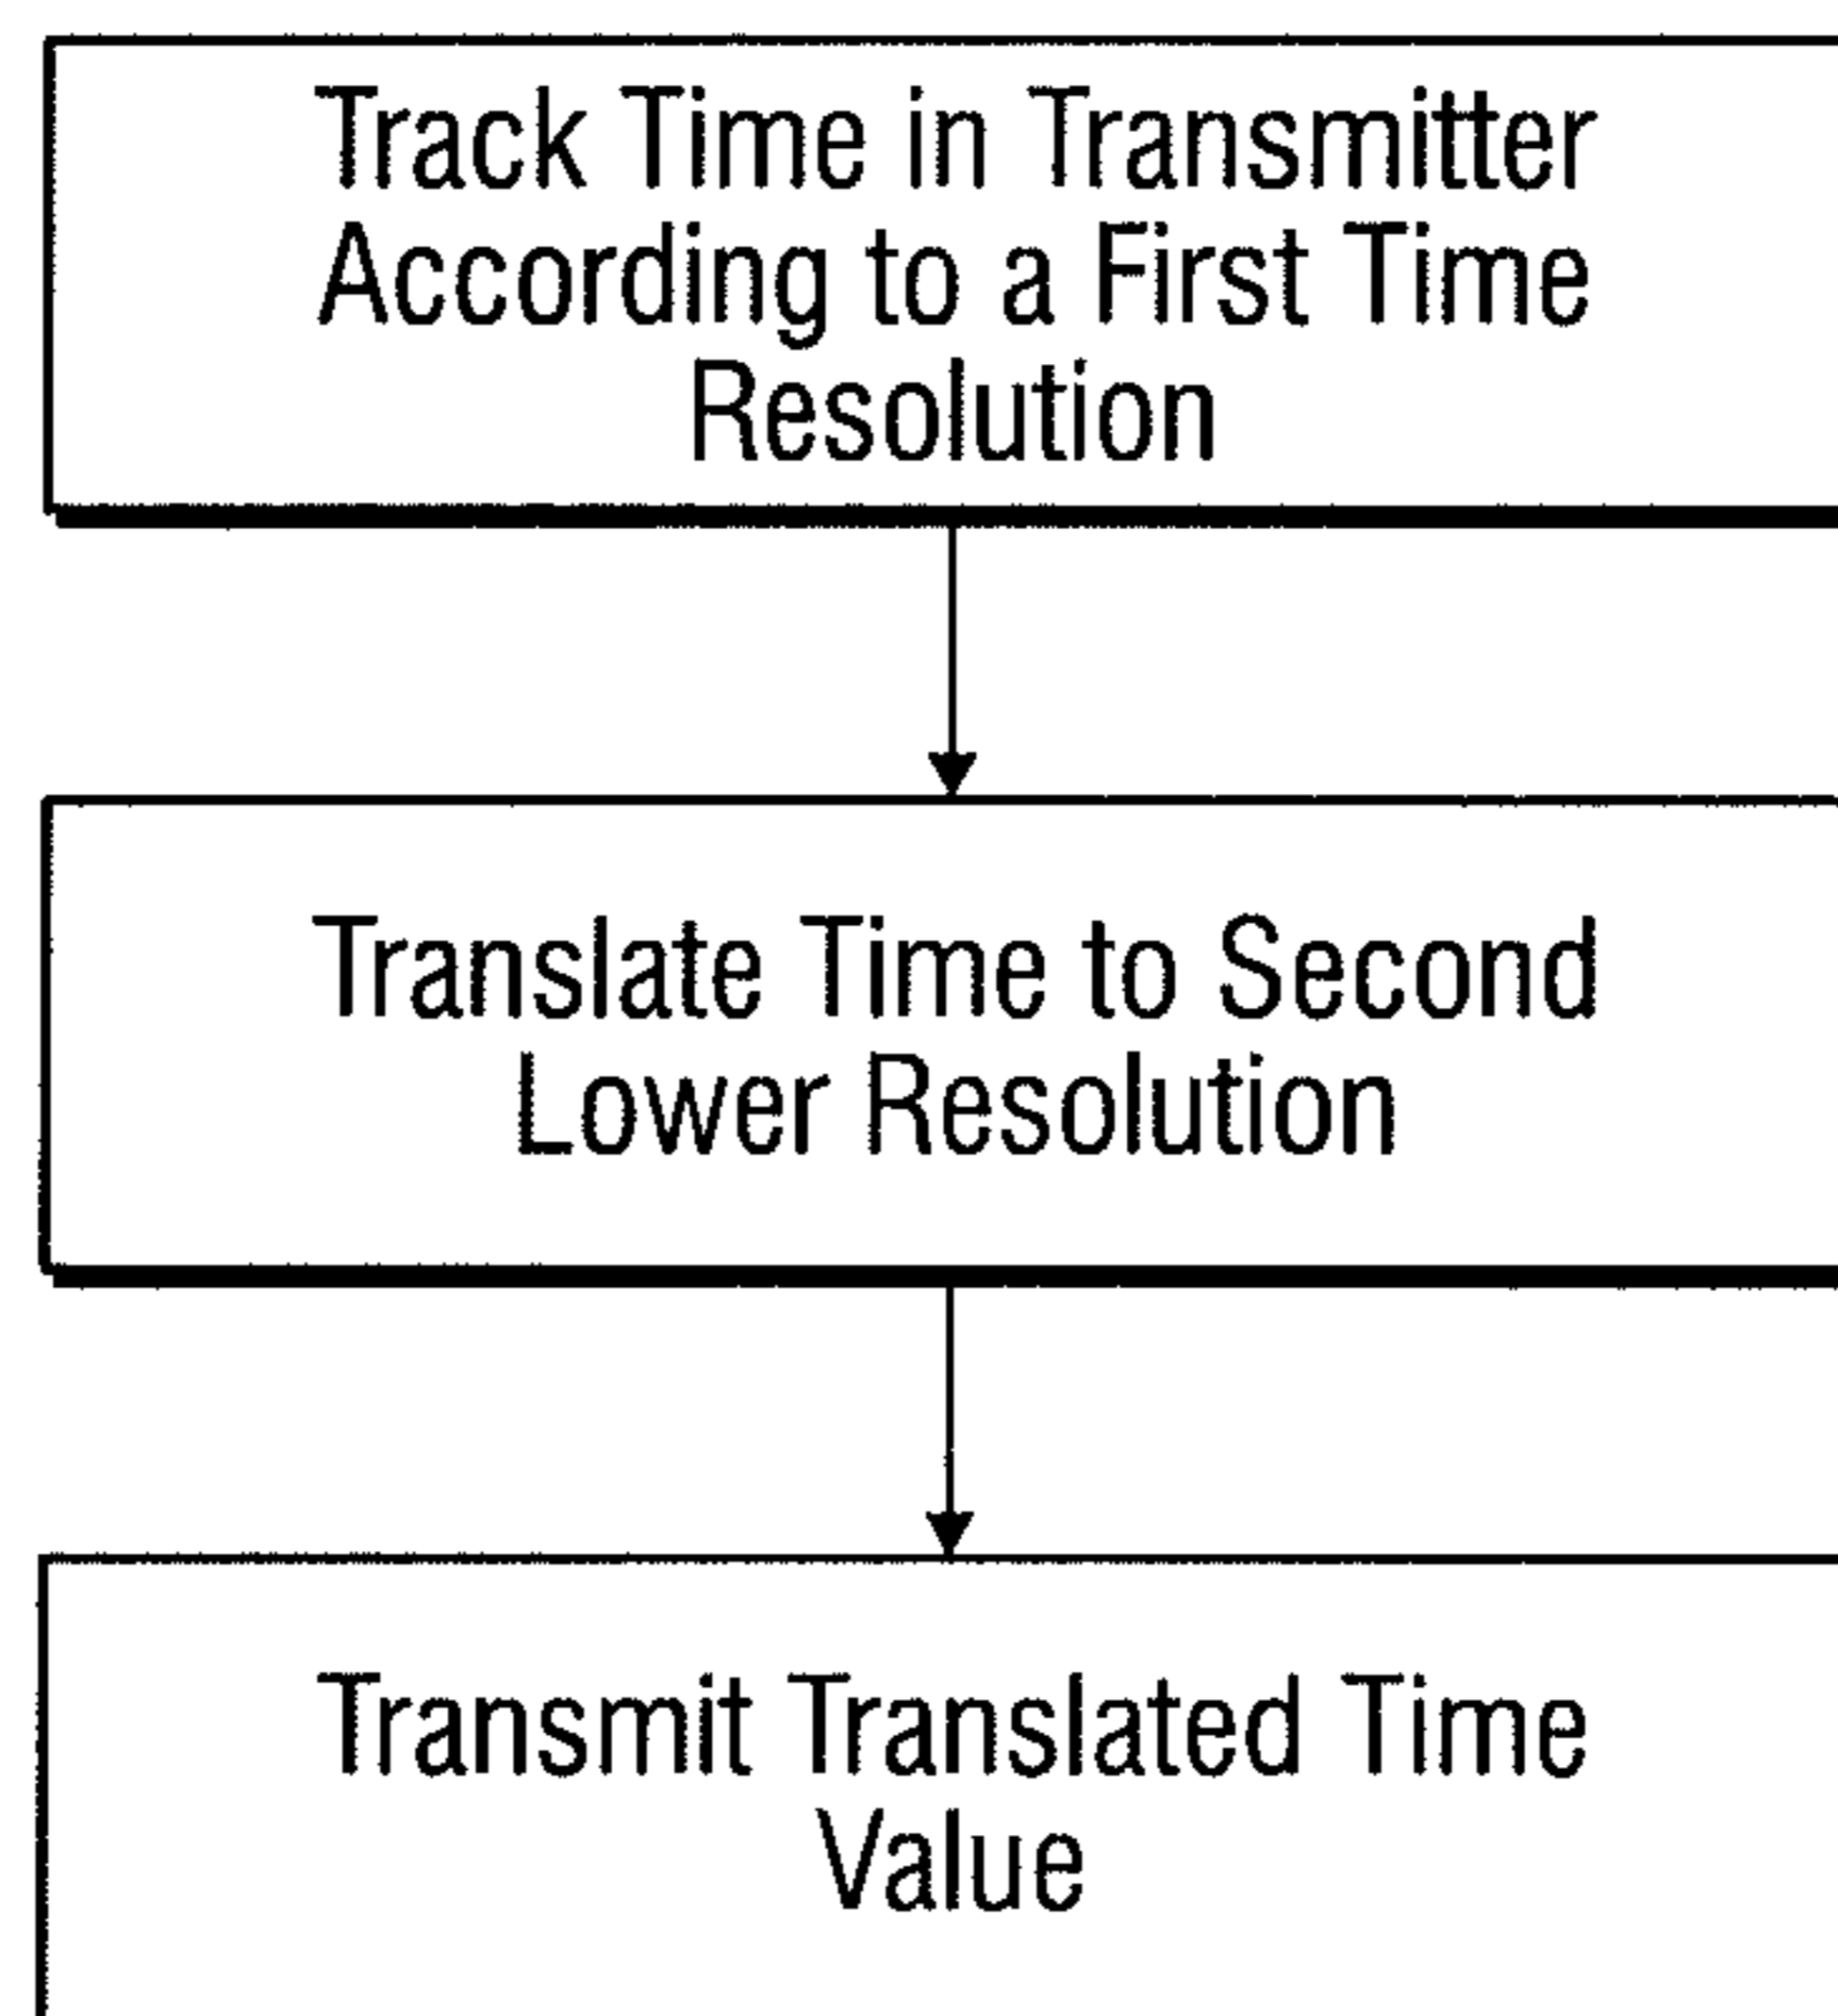 Track Time in Transmitter
According to a First Time
Resolution
Translate Time to Second
Lower Resolution
Transmit Translated Time
Value